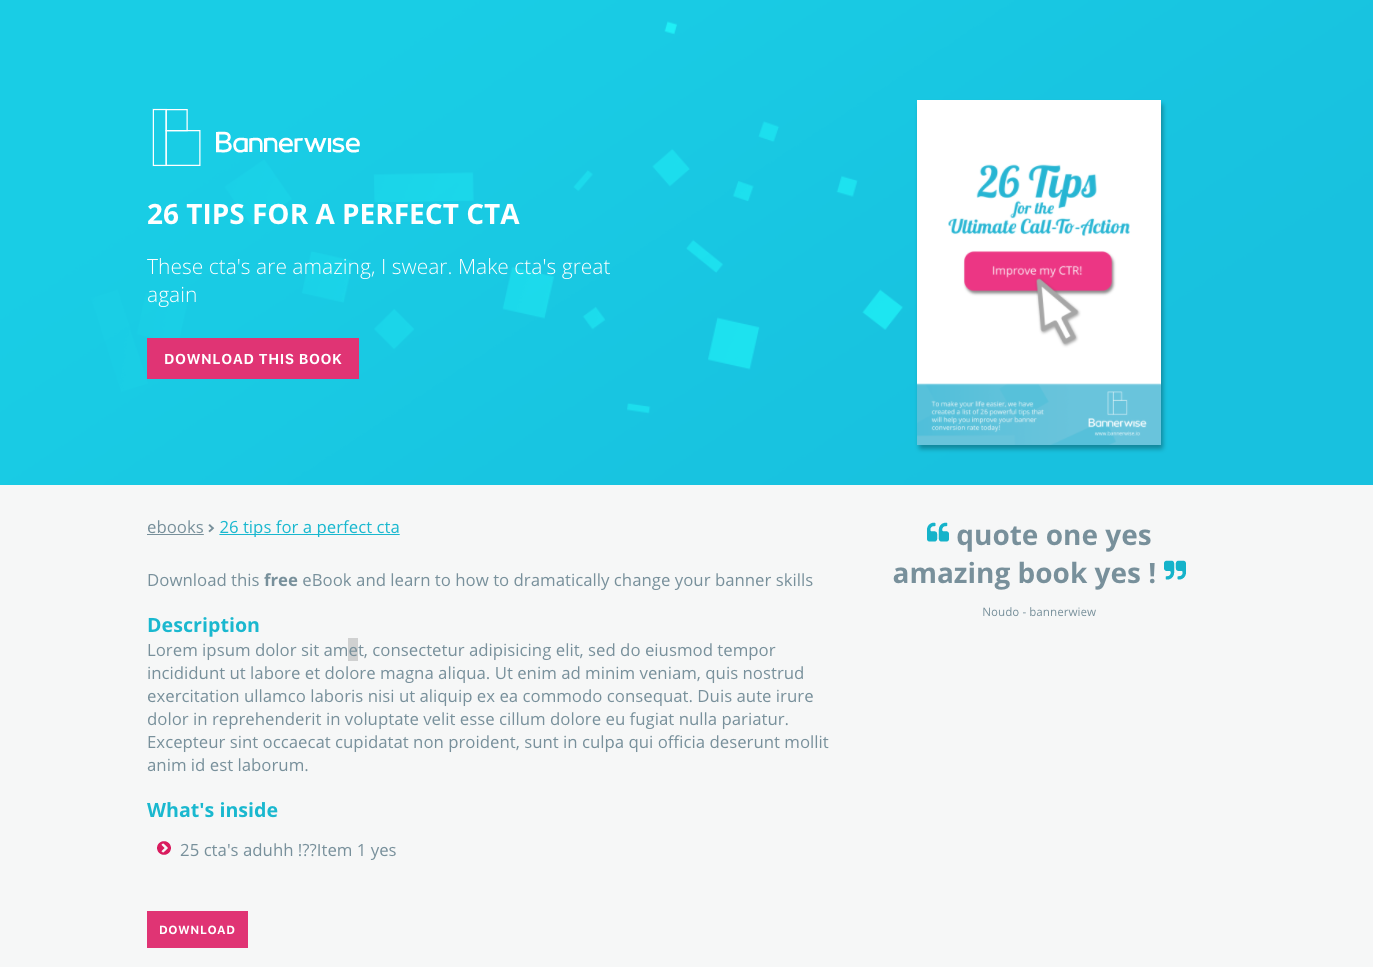 Bannerwise
26 TIPS FOR A PERFECT CTA
These cta's are amazing, I swear. Make cta's great
again
DOWNLOAD THIS BOOK
26 Tips
for the
Ultimate Call-To-Action
Improve my CTR!
To make your life easier, we have
created a list of 26 powerful tips that
will help you improve your banner
conversion rate today!
Bannerwise
www.bannerwise.io
ebooks › 26 tips for a perfect cta
Download this free eBook and learn to how to dramatically change your banner skills
Description
Lorem ipsum dolor sit amet, consectetur adipisicing elit, sed do eiusmod tempor
incididunt ut labore et dolore magna aliqua. Ut enim ad minim veniam, quis nostrud
exercitation ullamco laboris nisi ut aliquip ex ea commodo consequat. Duis aute irure
dolor in reprehenderit in voluptate velit esse cillum dolore eu fugiat nulla pariatur.
Excepteur sint occaecat cupidatat non proident, sunt in culpa qui officia deserunt mollit
anim id est laborum.
What's inside
25 cta's aduhh !??Item 1 yes
DOWNLOAD
❝ quote one yes
amazing book yes ! ❞
Noudo - bannerwiew